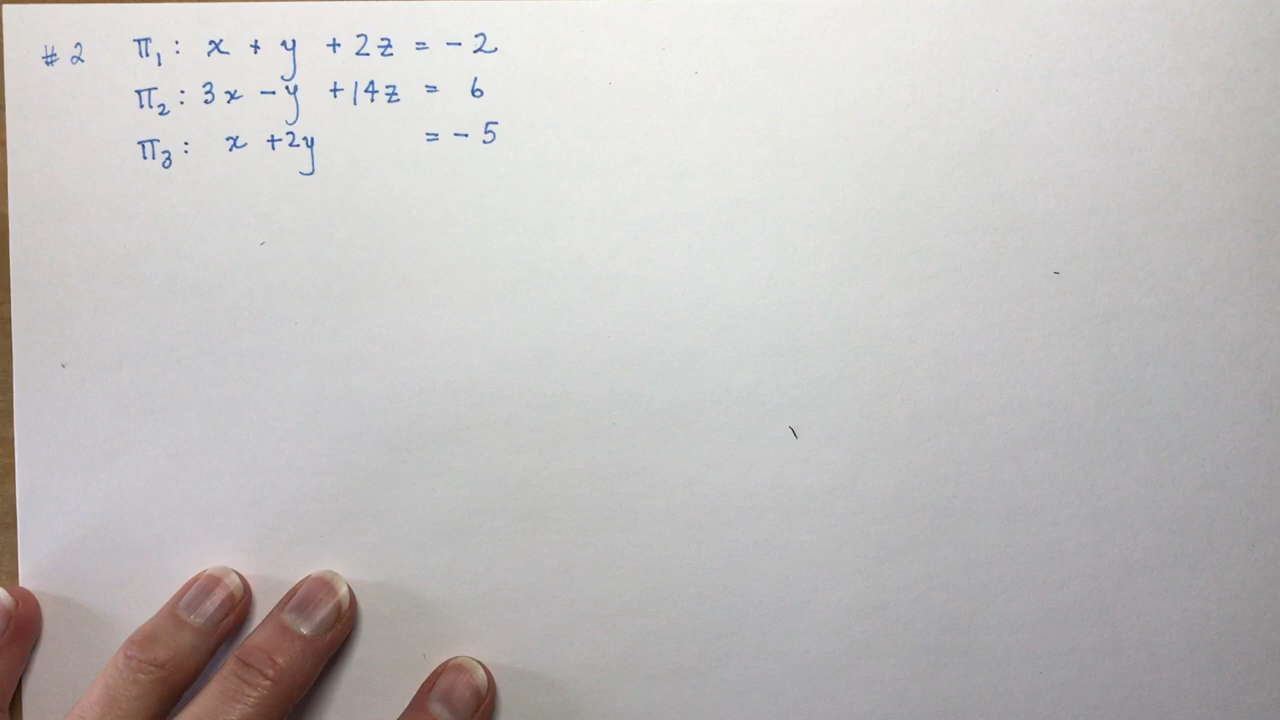 #2 π₁: x + y + 2z = -2
π₂: 3x - y + 14z = 6
π₃: x + 2y = -5